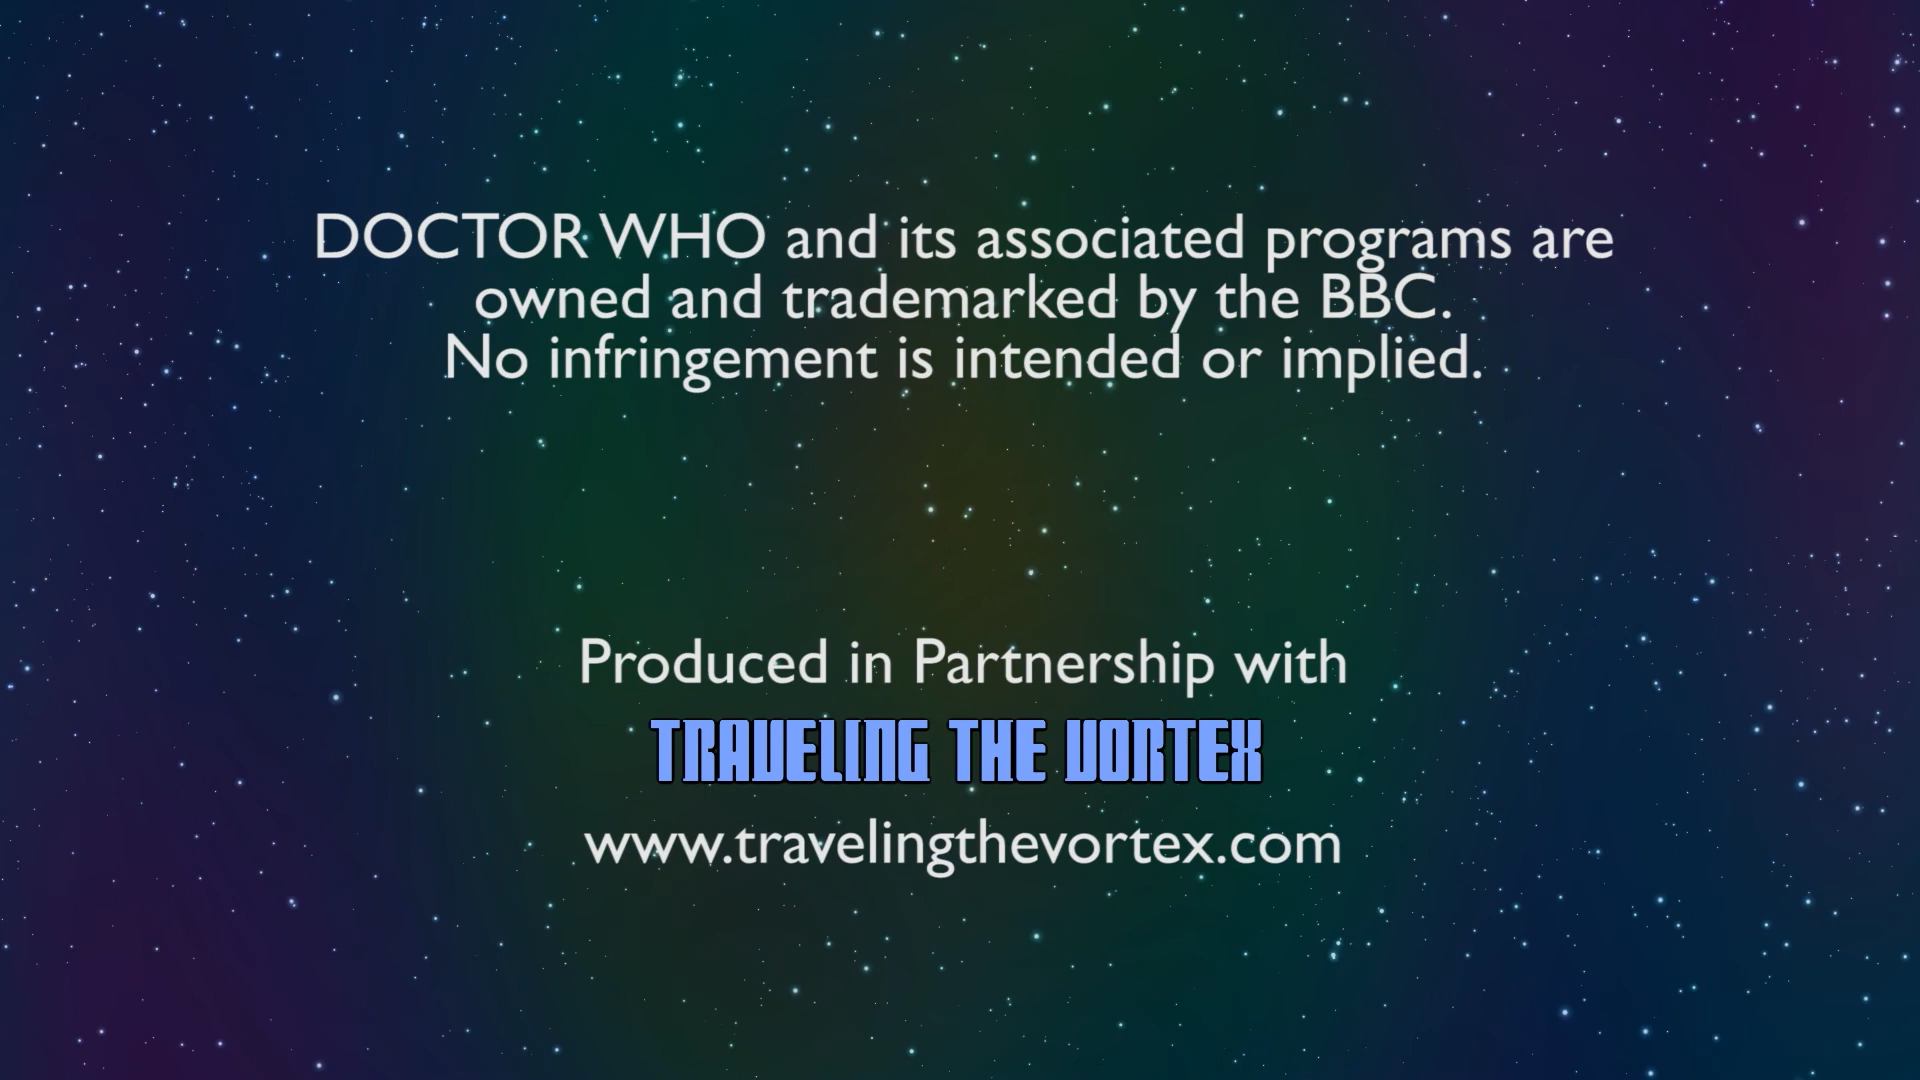 DOCTOR WHO and its associated programs are
owned and trademarked by the BBC.
No infringement is intended or implied.
Produced in Partnership with
TRAVELING THE VORTEX
www.travelingthevortex.com